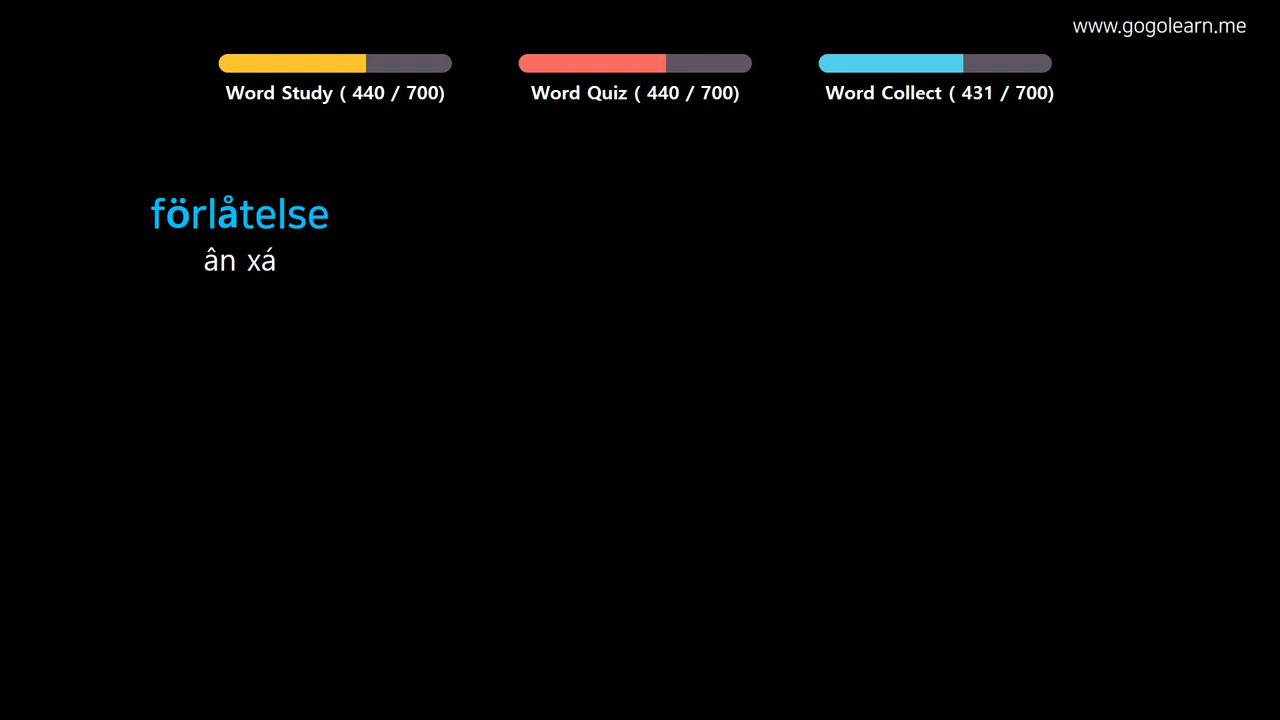 www.gogolearn.me
Word Study ( 440 / 700)
Word Quiz ( 440 / 700)
Word Collect ( 431 / 700)
förlåtelse
ân xá